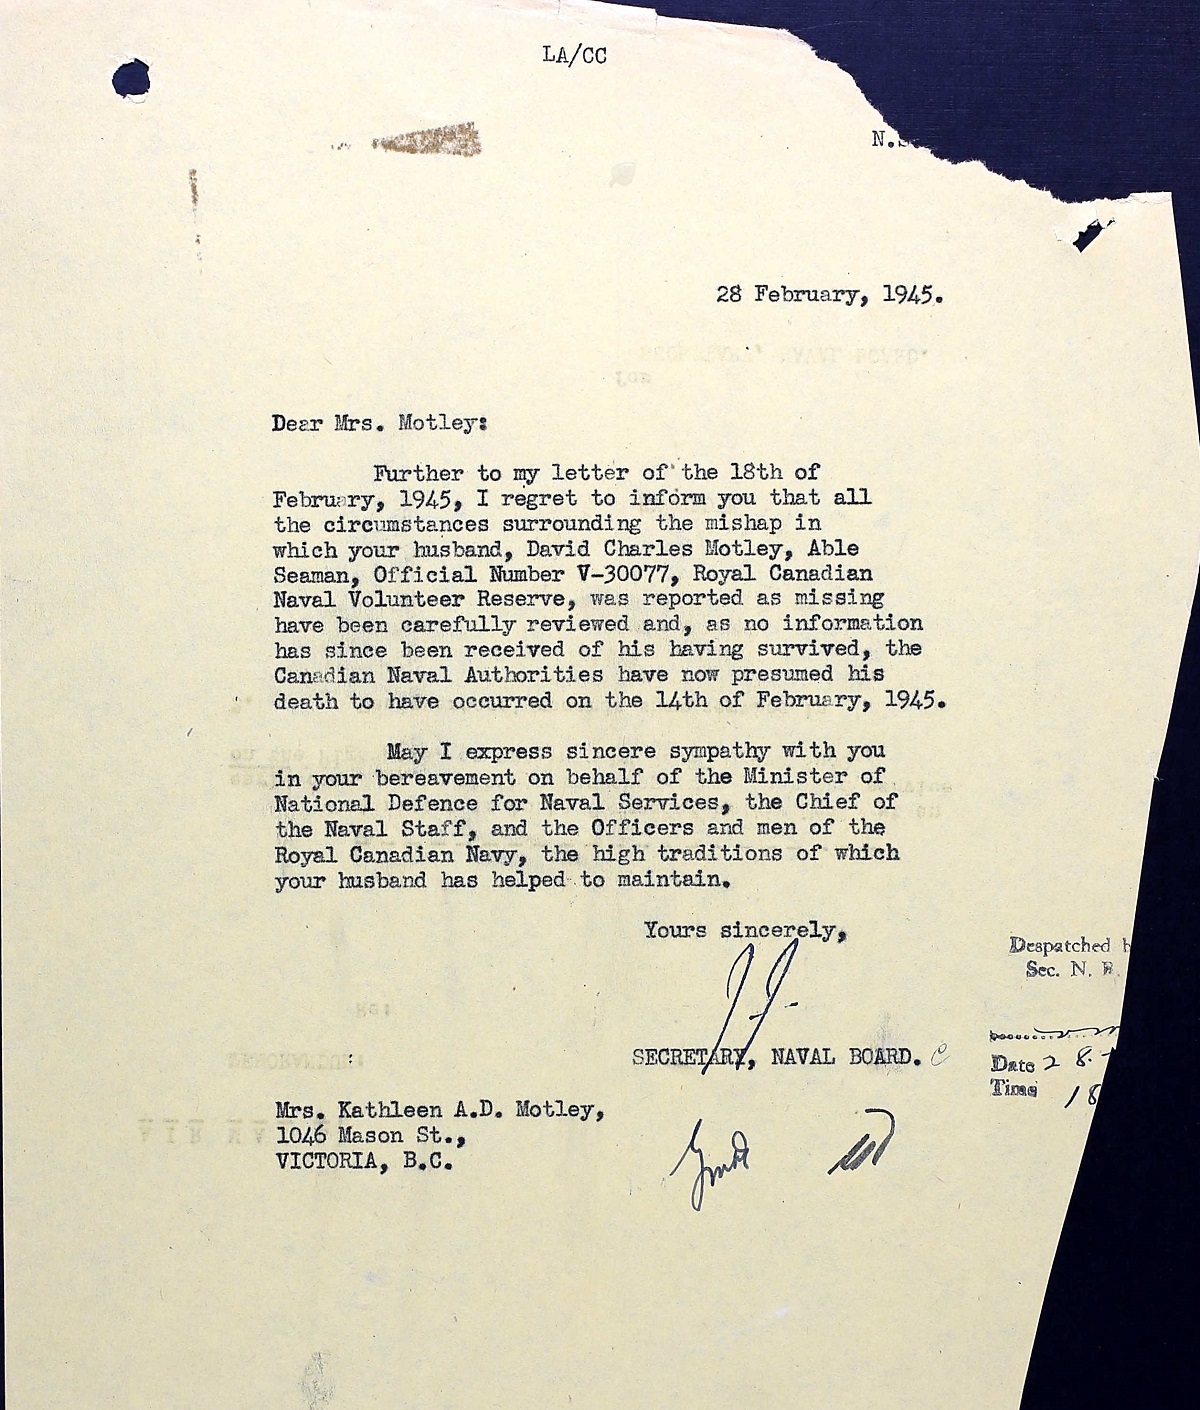 LA/CC
N.S.
28 February, 1945.
Dear Mrs. Motley:
Further to my letter of the 18th of
February, 1945, I regret to inform you that all
the circumstances surrounding the mishap in
which your husband, David Charles Motley, Able
Seaman, Official Number V-30077, Royal Canadian
Naval Volunteer Reserve, was reported as missing
have been carefully reviewed and, as no information
has since been received of his having survived, the
Canadian Naval Authorities have now presumed his
death to have occurred on the 14th of February, 1945.
May I express sincere sympathy with you
in your bereavement on behalf of the Minister of
National Defence for Naval Services, the Chief of
the Naval Staff, and the Officers and men of the
Royal Canadian Navy, the high traditions of which
your husband has helped to maintain.
Yours sincerely,
SECRETARY, NAVAL BOARD.
Despatched
Sec. N. B.
Date 28
Time 18
Mrs. Kathleen A.D. Motley,
1046 Mason St.,
VICTORIA, B.C.